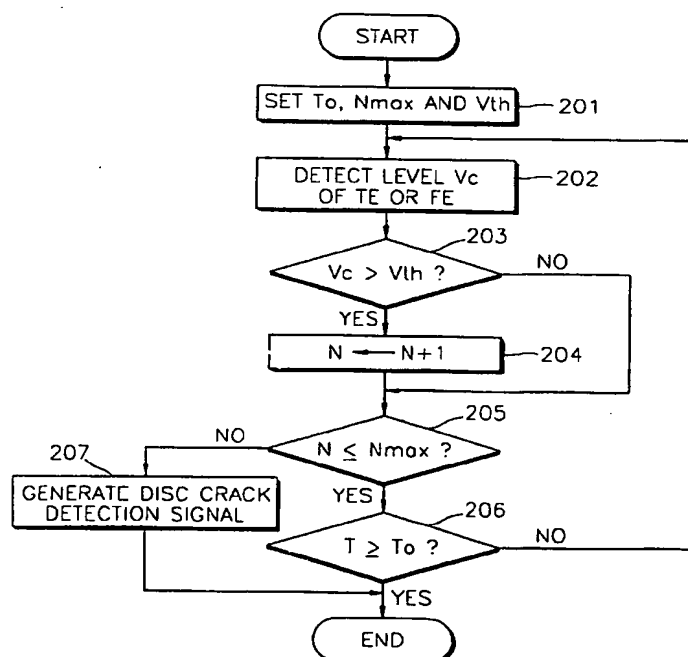 START
SET To, Nmax AND Vth
201
DETECT LEVEL Vc
OF TE OR FE
202
203
Vc > Vth ?
NO
YES
N ← N+1
204
205
N ≤ Nmax ?
NO
207
YES
GENERATE DISC CRACK
DETECTION SIGNAL
206
T ≥ To ?
NO
YES
END